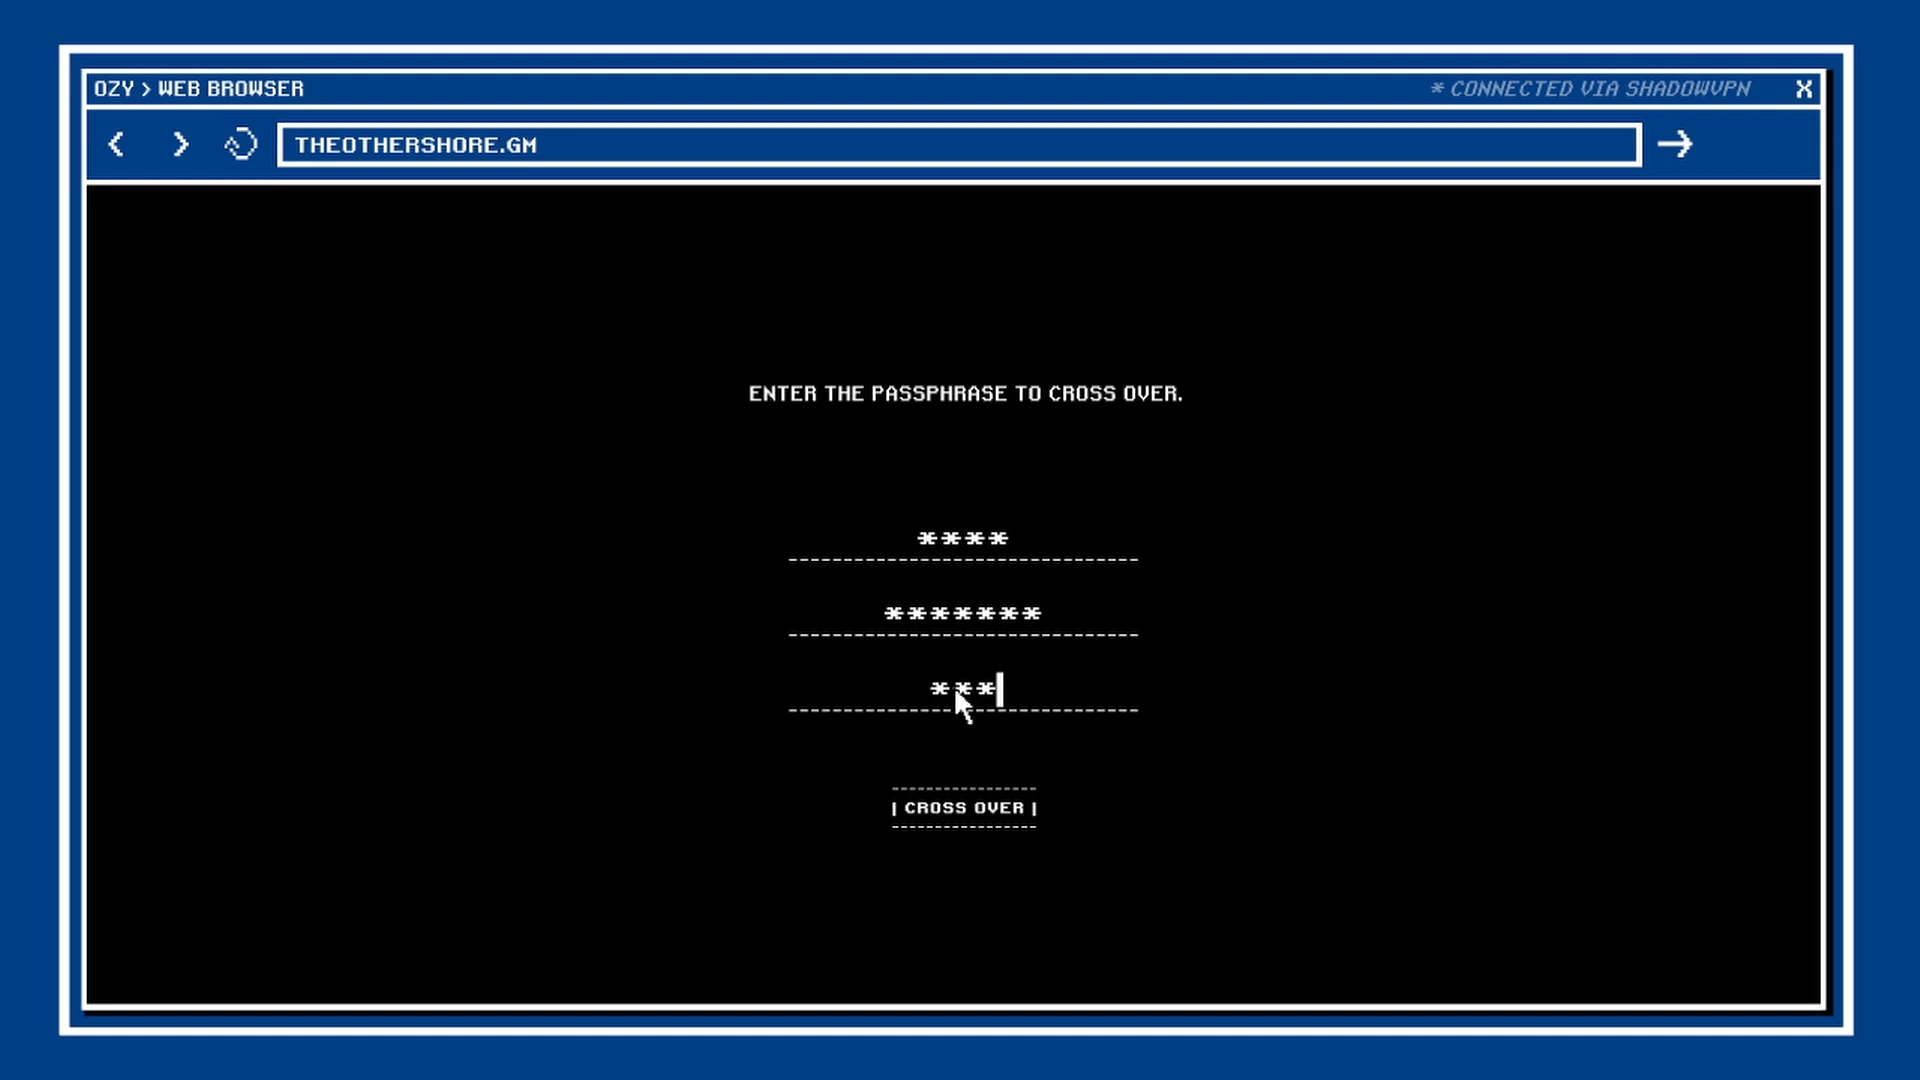 OZY > WEB BROWSER
* CONNECTED VIA SHADOWVPN
X
THEOTHERSHORE.GM
ENTER THE PASSPHRASE TO CROSS OVER.
****
*******
***
| CROSS OVER |